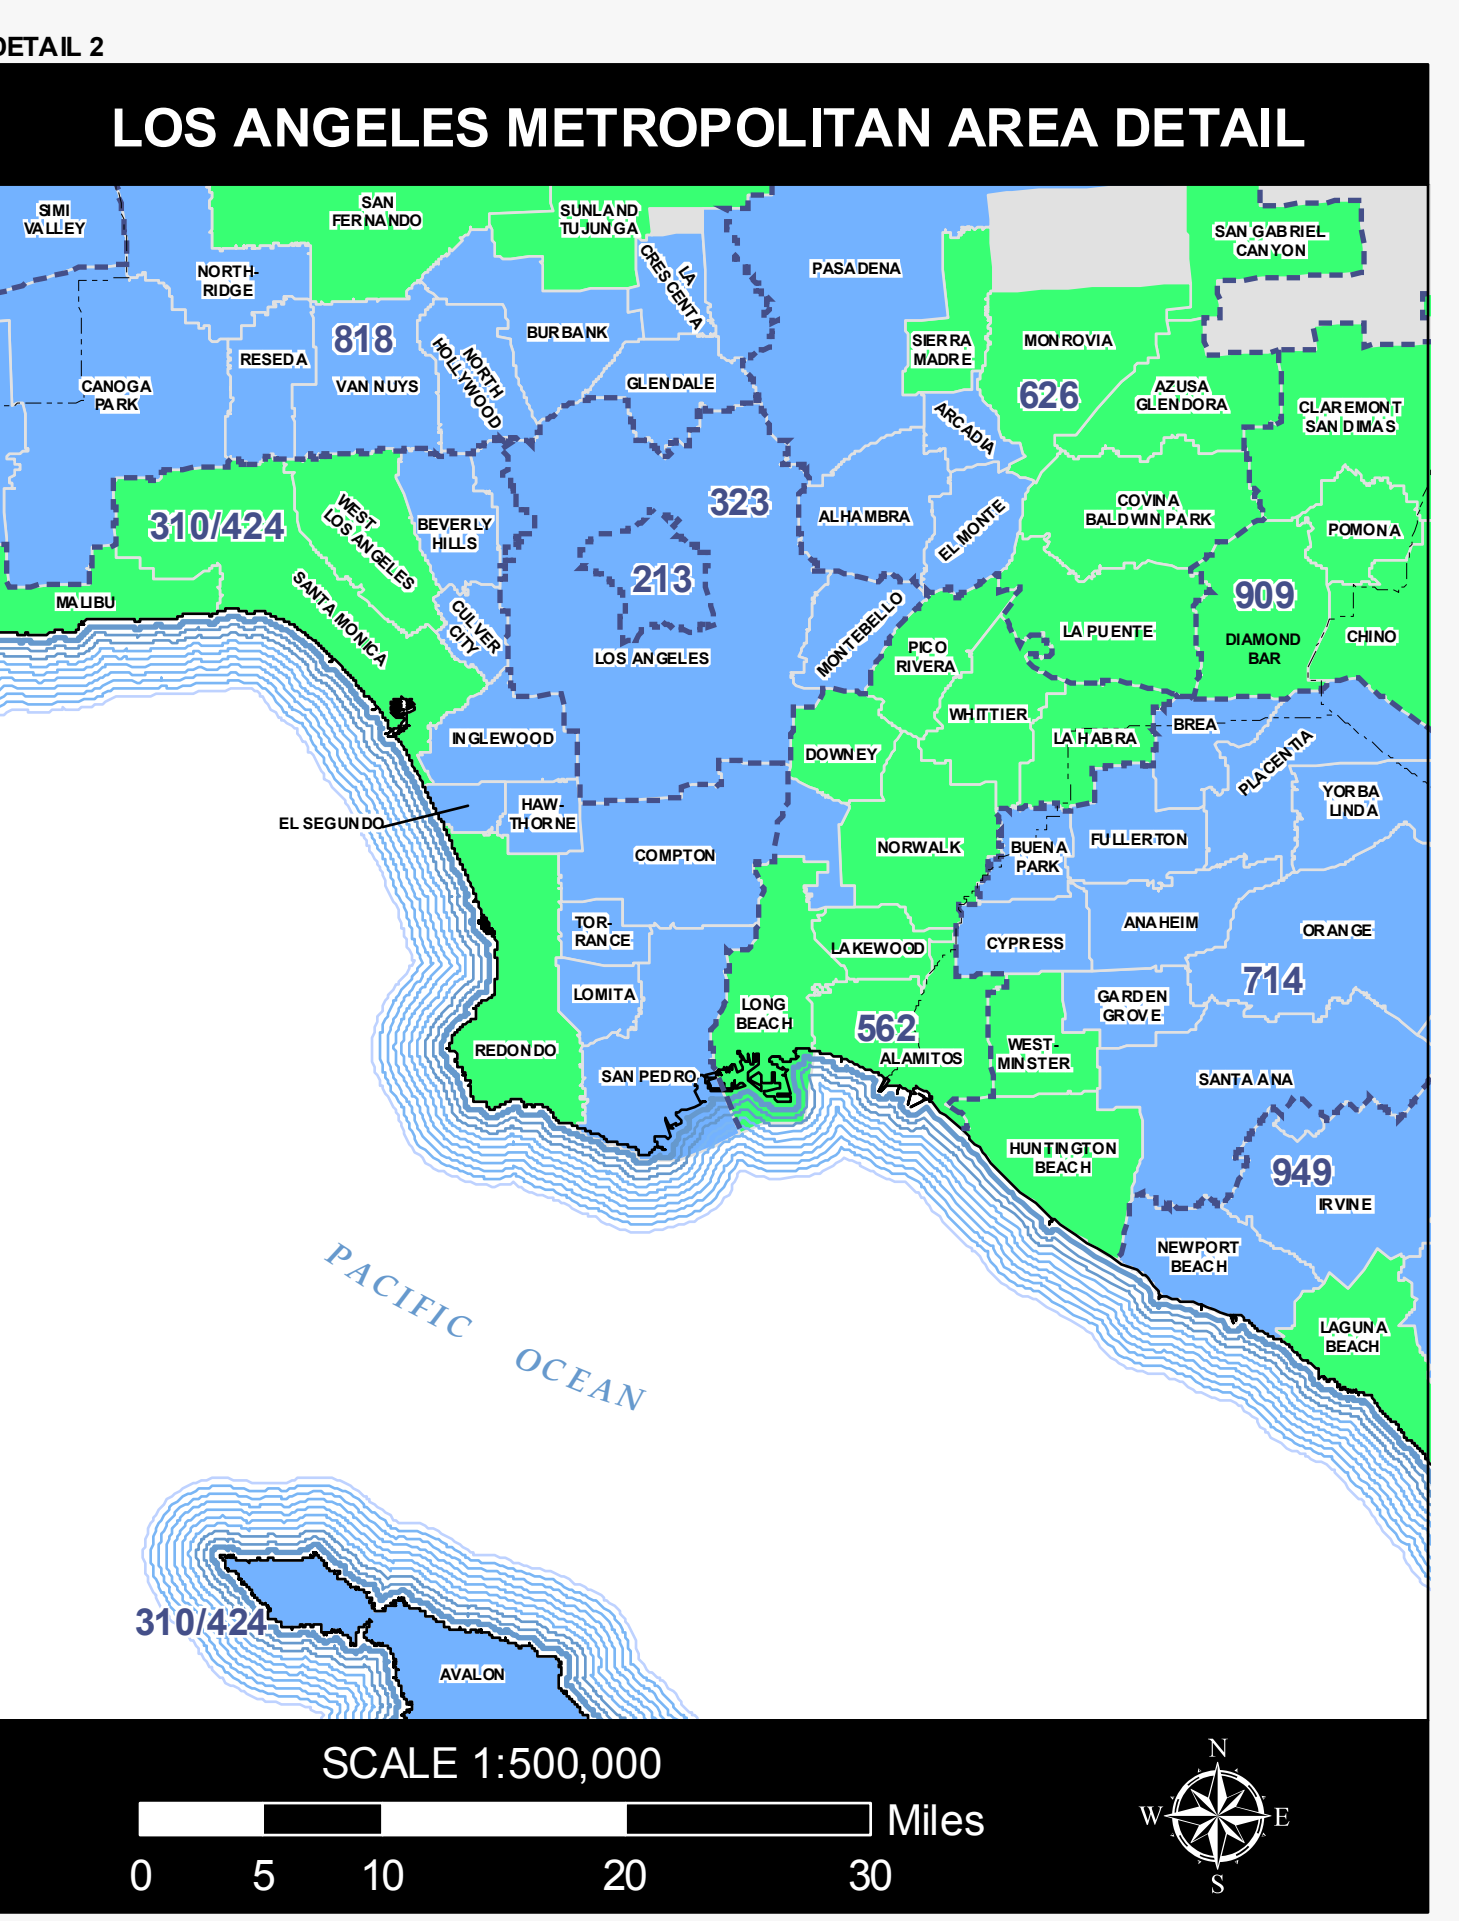 DETAIL 2
LOS ANGELES METROPOLITAN AREA DETAIL
SIMI
VALLEY
SAN
FERNANDO
SUNLAND
TUJUNGA
LA
CRESCENTA
PASADENA
SAN GABRIEL
CANYON
NORTH-
RIDGE
818
RESEDA
VAN NUYS
NORTH
HOLLYWOOD
BURBANK
GLENDALE
SIERRA
MADRE
MONROVIA
626
AZUSA
GLENDORA
CLAREMONT
SAN DIMAS
CANOGA
PARK
ARCADIA
310/424
WEST
LOS ANGELES
BEVERLY
HILLS
323
ALHAMBRA
EL MONTE
COVINA
BALDWIN PARK
POMONA
213
909
MALIBU
SANTA MONICA
CULVER
CITY
LOS ANGELES
MONTEBELLO
PICO
RIVERA
LA PUENTE
DIAMOND
BAR
CHINO
INGLEWOOD
WHITTIER
LA HABRA
BREA
DOWNEY
PLACENTIA
YORBA
LINDA
EL SEGUNDO
HAW-
THORNE
COMPTON
NORWALK
BUENA
PARK
FULLERTON
TOR-
RANCE
LAKEWOOD
CYPRESS
ANAHEIM
ORANGE
714
LOMITA
LONG
BEACH
562
ALAMITOS
GARDEN
GROVE
REDONDO
SAN PEDRO
WEST-
MINSTER
SANTA ANA
HUNTINGTON
BEACH
949
IRVINE
NEWPORT
BEACH
LAGUNA
BEACH
PACIFIC
OCEAN
310/424
AVALON
SCALE 1:500,000
Miles
0 5 10 20 30
N
W E
S